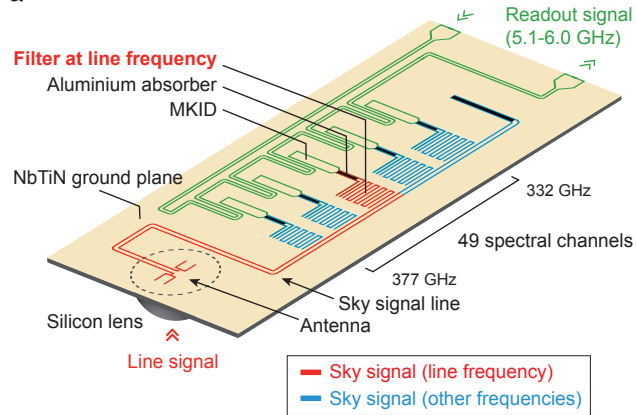 a
Readout signal
(5.1-6.0 GHz)
Filter at line frequency
Aluminium absorber
MKID
NbTiN ground plane
332 GHz
49 spectral channels
377 GHz
Sky signal line
Antenna
Silicon lens
Line signal
Sky signal (line frequency)
Sky signal (other frequencies)